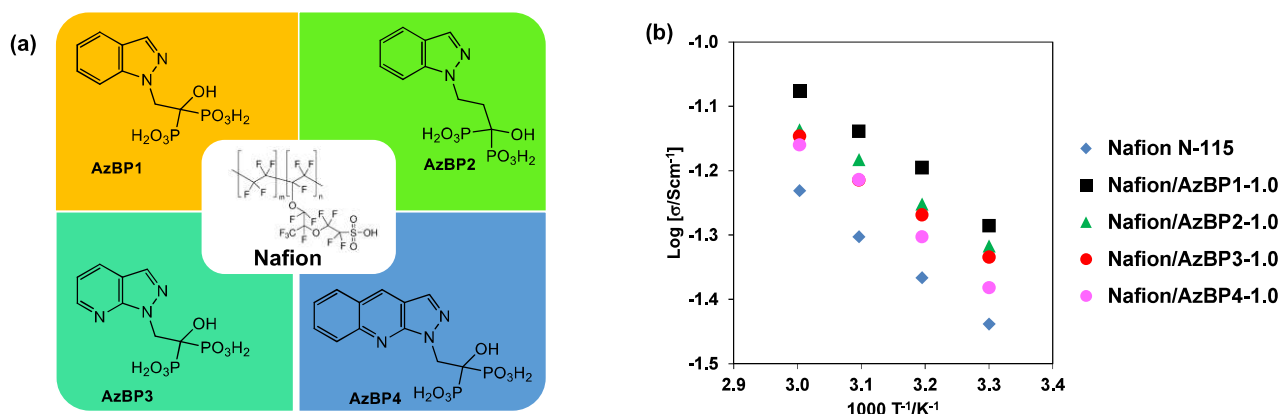 (a)
N
N
OH
PO₃H₂
H₂O₃P
AzBP1
N
N
H₂O₃P
OH
PO₃H₂
AzBP2
F F F F
F F F F
m n
O F
F F F F
F₃C O
F F F
O
S OH
O
Nafion
N
N
N
OH
PO₃H₂
H₂O₃P
AzBP3
N
N
N
OH
PO₃H₂
H₂O₃P
AzBP4
(b)
Log [σ/Scm⁻¹]
-1.0
-1.1
-1.2
-1.3
-1.4
-1.5
2.9 3.0 3.1 3.2 3.3 3.4
1000 T⁻¹/K⁻¹
Nafion N-115
Nafion/AzBP1-1.0
Nafion/AzBP2-1.0
Nafion/AzBP3-1.0
Nafion/AzBP4-1.0